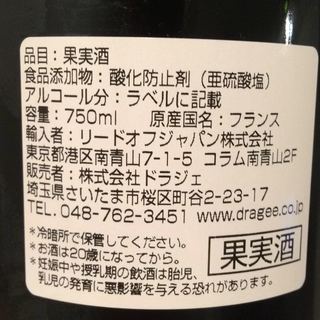 品目：果実酒
食品添加物：酸化防止剤（亜硫酸塩）
アルコール分：ラベルに記載
容量：750ml　原産国名：フランス
輸入者：リードオフジャパン株式会社
東京都港区南青山7-1-5 コラム南青山2F
販売者：株式会社ドラジェ
埼玉県さいたま市桜区町谷2-23-17
TEL. 048-762-3451 www.dragee.co.jp
*冷暗所で保管してください。
*お酒は20歳になってから。
*妊娠中や授乳期の飲酒は胎児、
乳児の発育に悪影響を与える恐れがあります。
果実酒